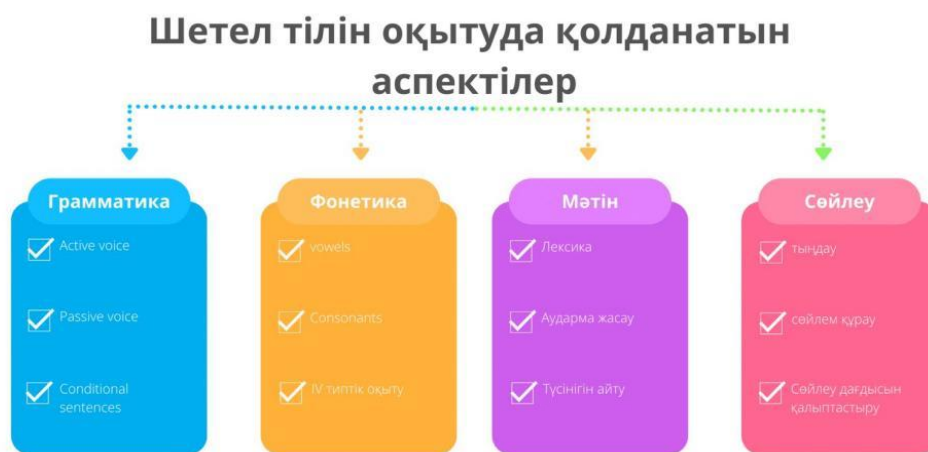 Шетел тілін оқытуда қолданатын
аспектілер
Грамматика
Active voice
Passive voice
Conditional
sentences
Фонетика
vowels
Consonants
IV типтік оқыту
Мәтін
Лексика
Аударма жасау
Түсінігін айту
Сөйлеу
тыңдау
сөйлем құрау
Сөйлеу дағдысын
қалыптастыру